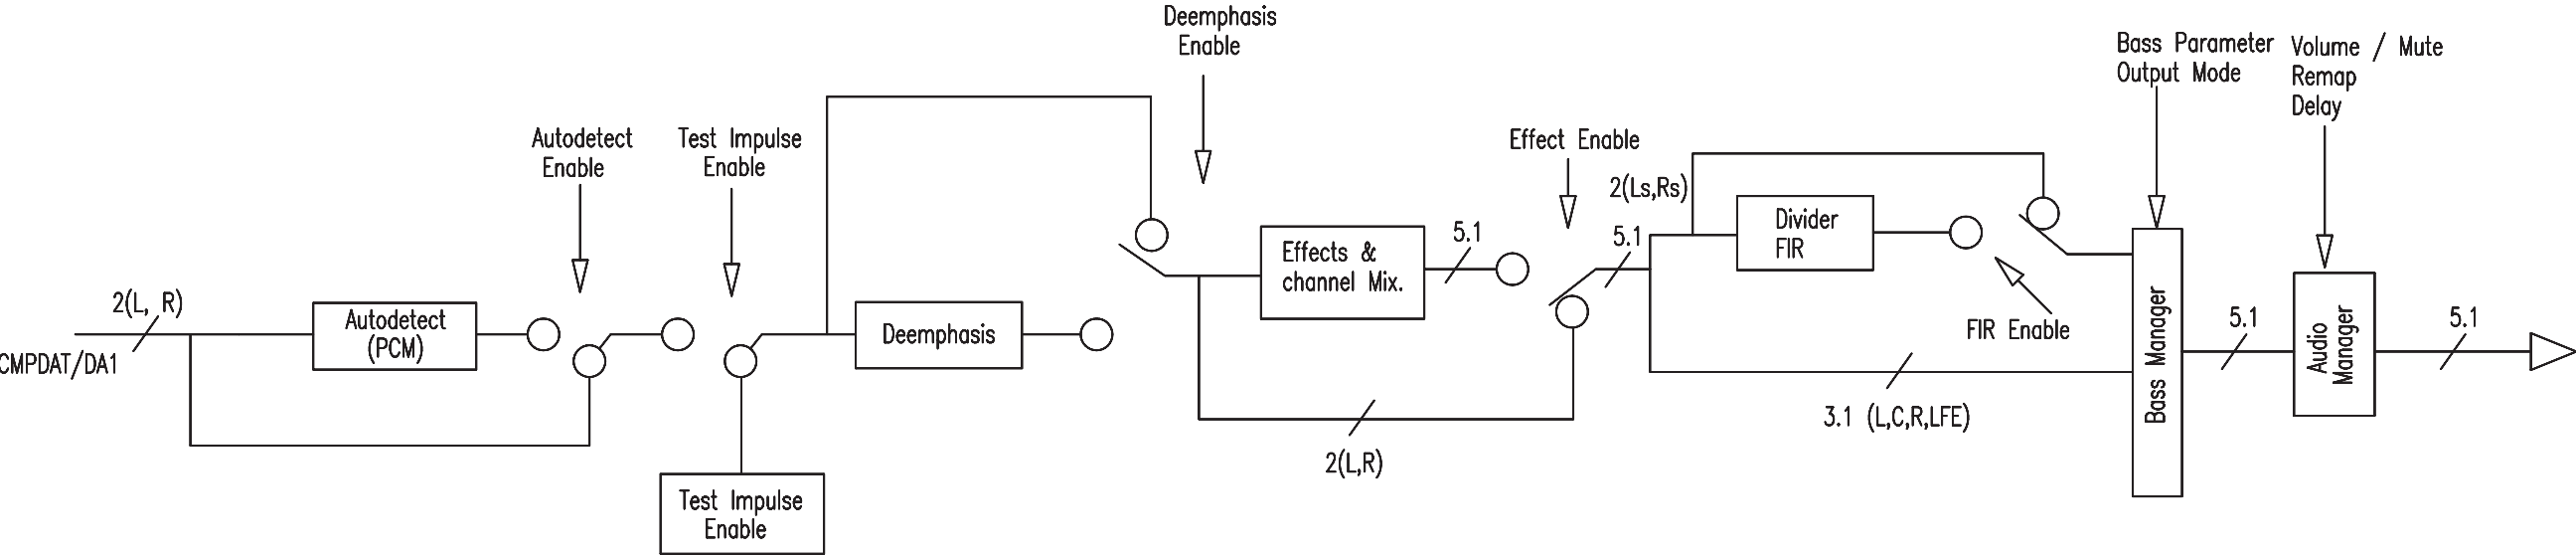 Deemphasis
Enable
Bass Parameter
Output Mode
Volume / Mute
Remap
Delay
Autodetect
Enable
Test Impulse
Enable
Effect Enable
2(Ls,Rs)
Divider
FIR
5.1
5.1
Effects &
channel Mix.
2(L, R)
Autodetect
(PCM)
Deemphasis
FIR Enable
Bass Manager
5.1
Audio
Manager
5.1
CMPDAT/DA1
3.1 (L,C,R,LFE)
2(L,R)
Test Impulse
Enable